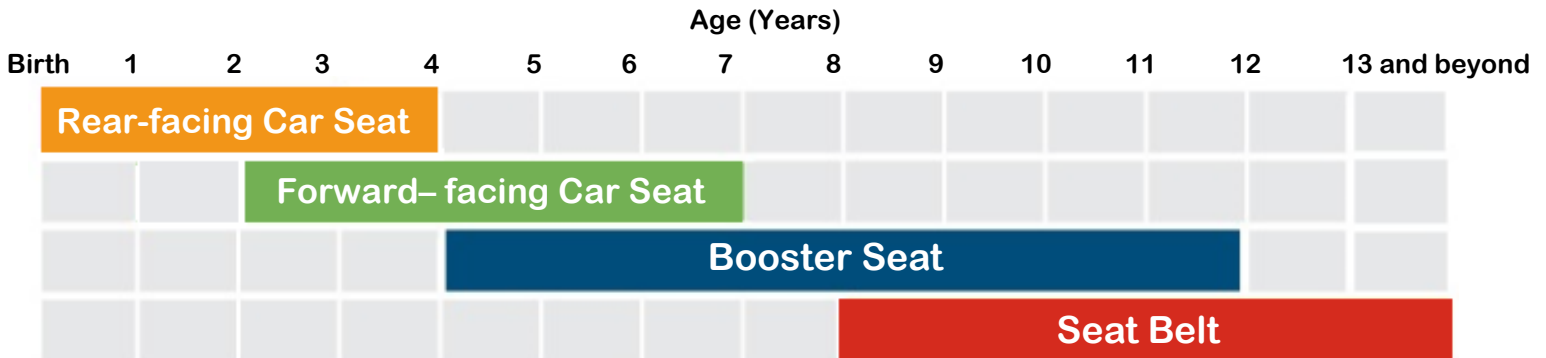 Age (Years)
Birth 1 2 3 4 5 6 7 8 9 10 11 12 13 and beyond
Rear-facing Car Seat
Forward– facing Car Seat
Booster Seat
Seat Belt